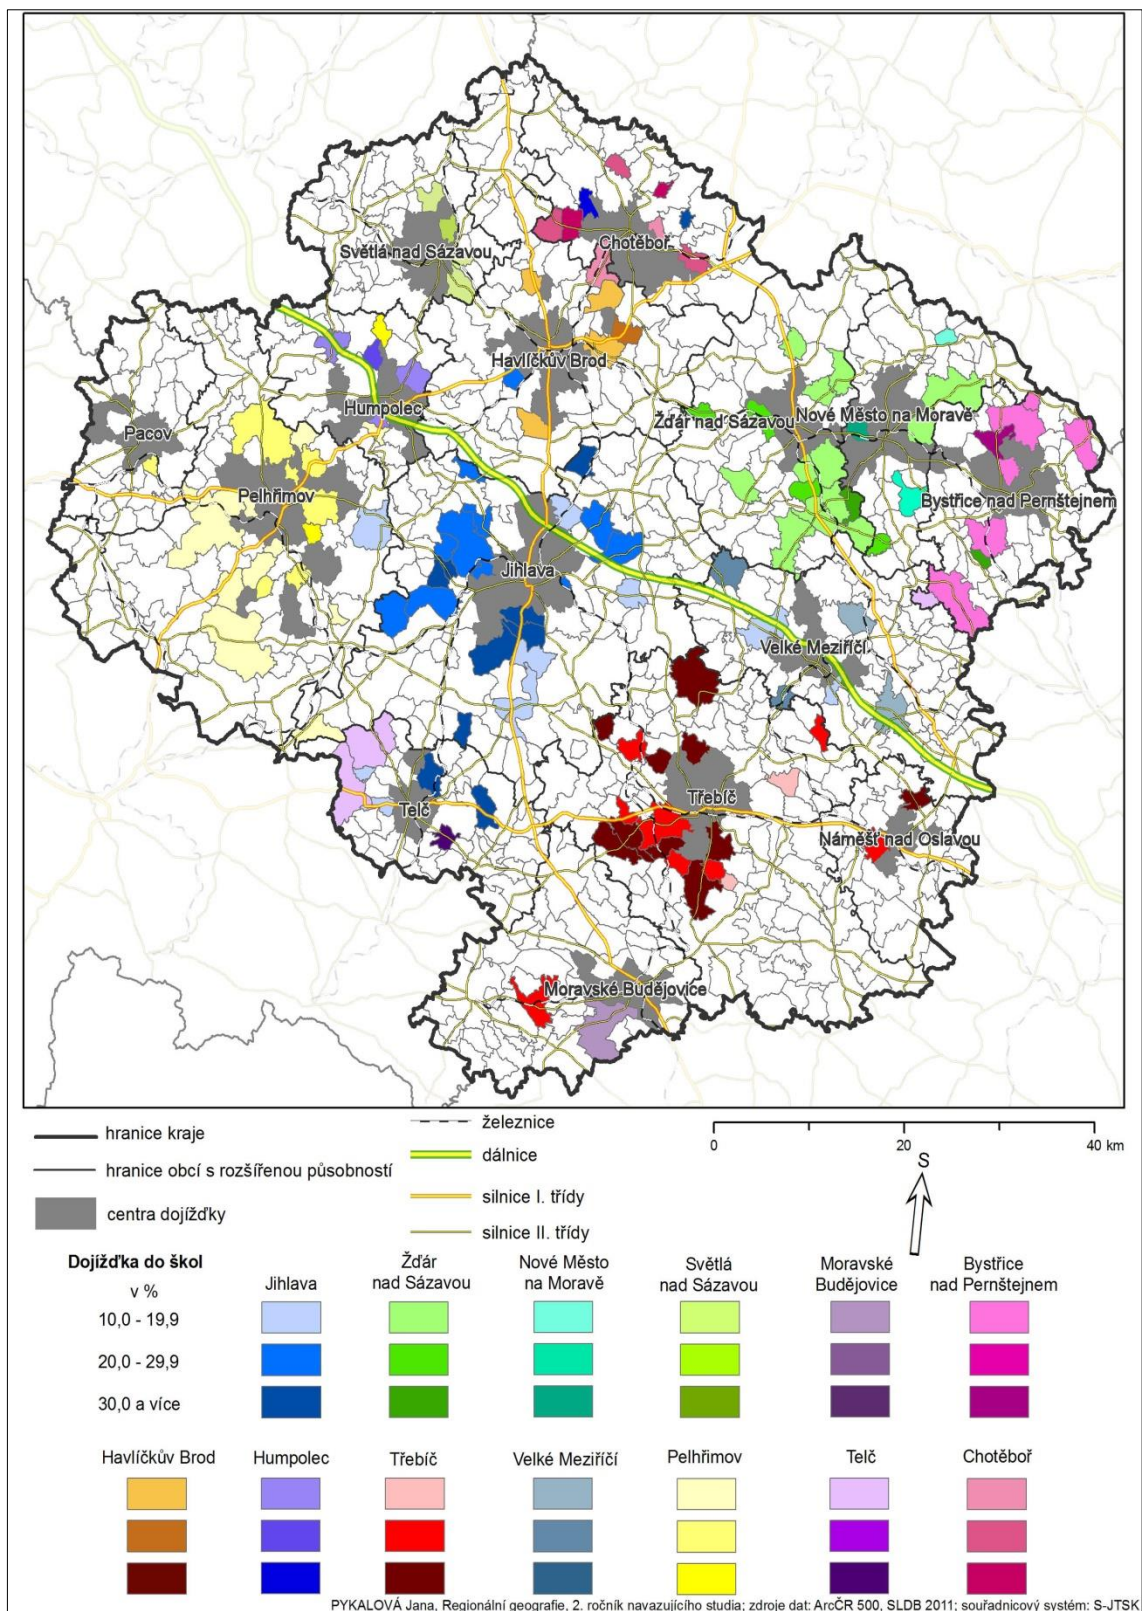 Chotěboř
Světlá nad Sázavou
Havlíčkův Brod
Humpolec
Pacov
Žďár nad Sázavou
Nové Město na Moravě
Pelhřimov
Bystřice nad Pernštejnem
Jihlava
Velké Meziříčí
Telč
Třebíč
Náměšť nad Oslavou
Moravské Budějovice
hranice kraje
hranice obcí s rozšířenou působností
centra dojížďky
železnice
dálnice
silnice I. třídy
silnice II. třídy
0 20 40 km
S
Dojížďka do škol
v %
10,0 - 19,9
20,0 - 29,9
30,0 a více
Jihlava
Žďár
nad Sázavou
Nové Město
na Moravě
Světlá
nad Sázavou
Moravské
Budějovice
Bystřice
nad Pernštejnem
Havlíčkův Brod
Humpolec
Třebíč
Velké Meziříčí
Pelhřimov
Telč
Chotěboř
PYKALOVÁ Jana, Regionální geografie, 2. ročník navazujícího studia; zdroje dat: ArcČR 500, SLDB 2011; souřadnicový systém: S-JTSK